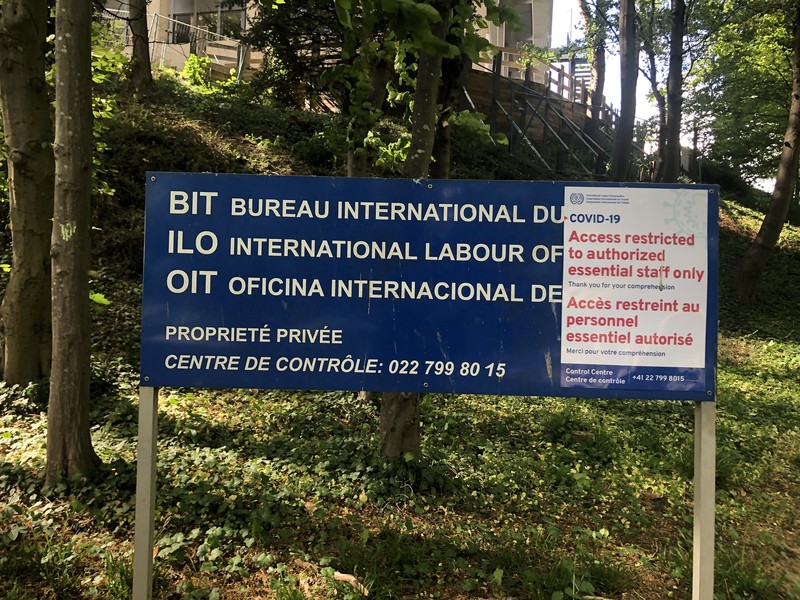 BIT BUREAU INTERNATIONAL DU
ILO INTERNATIONAL LABOUR OF
OIT OFICINA INTERNACIONAL DE
PROPRIETÉ PRIVÉE
CENTRE DE CONTRÔLE: 022 799 80 15
COVID-19
Access restricted
to authorized
essential staff only
Thank you for your comprehension
Accès restreint au
personnel
essentiel autorisé
Merci pour votre compréhension
Control Centre
Centre de contrôle
+41 22 799 8015